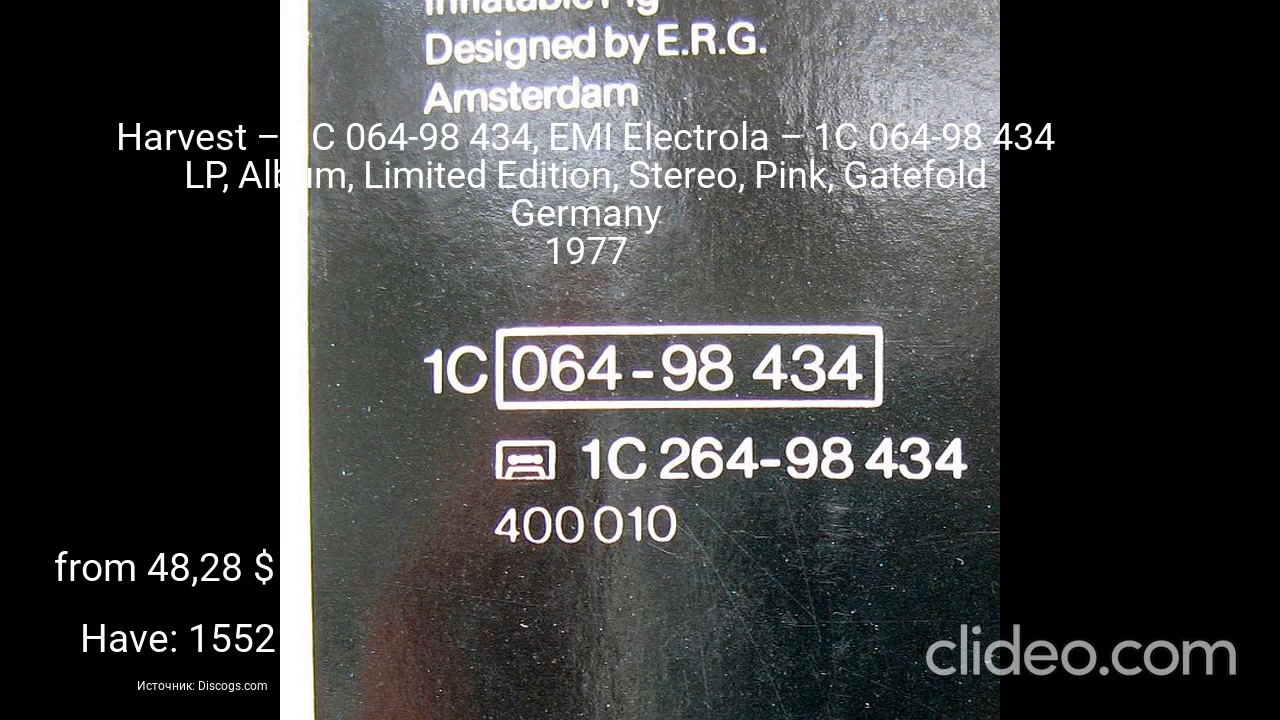 Inflatable Pig
Designed by E.R.G.
Amsterdam
Harvest – 1C 064-98 434, EMI Electrola – 1C 064-98 434
LP, Album, Limited Edition, Stereo, Pink, Gatefold
Germany
1977
1C 064-98 434
1C 264-98 434
400 010
from 48,28 $
Have: 1552
Источник: Discogs.com
clideo.com